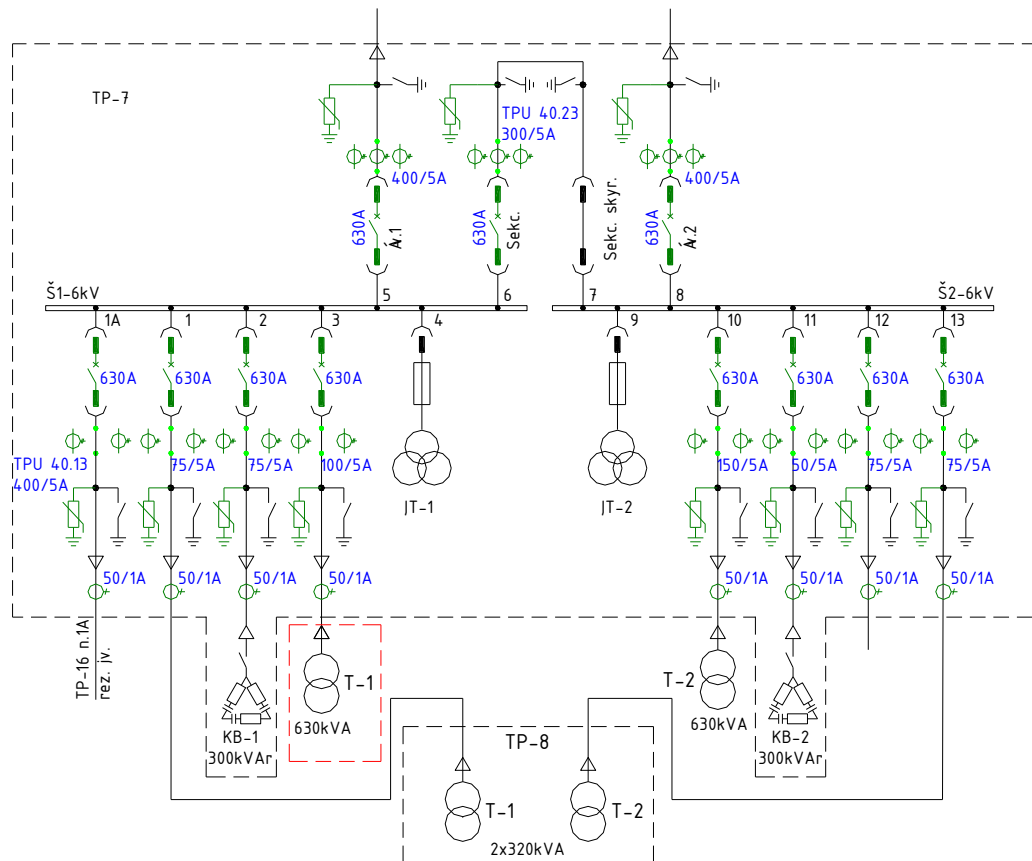 TP-7
TPU 40.23
300/5A
400/5A
400/5A
630A
Áv.1
630A
Sekc.
Sekc. skyr.
630A
Áv.2
Š1-6kV
5
6
7
8
Š2-6kV
1A
1
2
3
4
9
10
11
12
13
630A
630A
630A
630A
630A
630A
630A
630A
TPU 40.13
400/5A
75/5A
75/5A
100/5A
150/5A
50/5A
75/5A
75/5A
JT-1
JT-2
50/1A
50/1A
50/1A
50/1A
50/1A
50/1A
50/1A
50/1A
TP-16 n.1A
rez. jv.
T-1
630kVA
T-2
630kVA
KB-1
300kVAr
KB-2
300kVAr
TP-8
T-1
T-2
2x320kVA